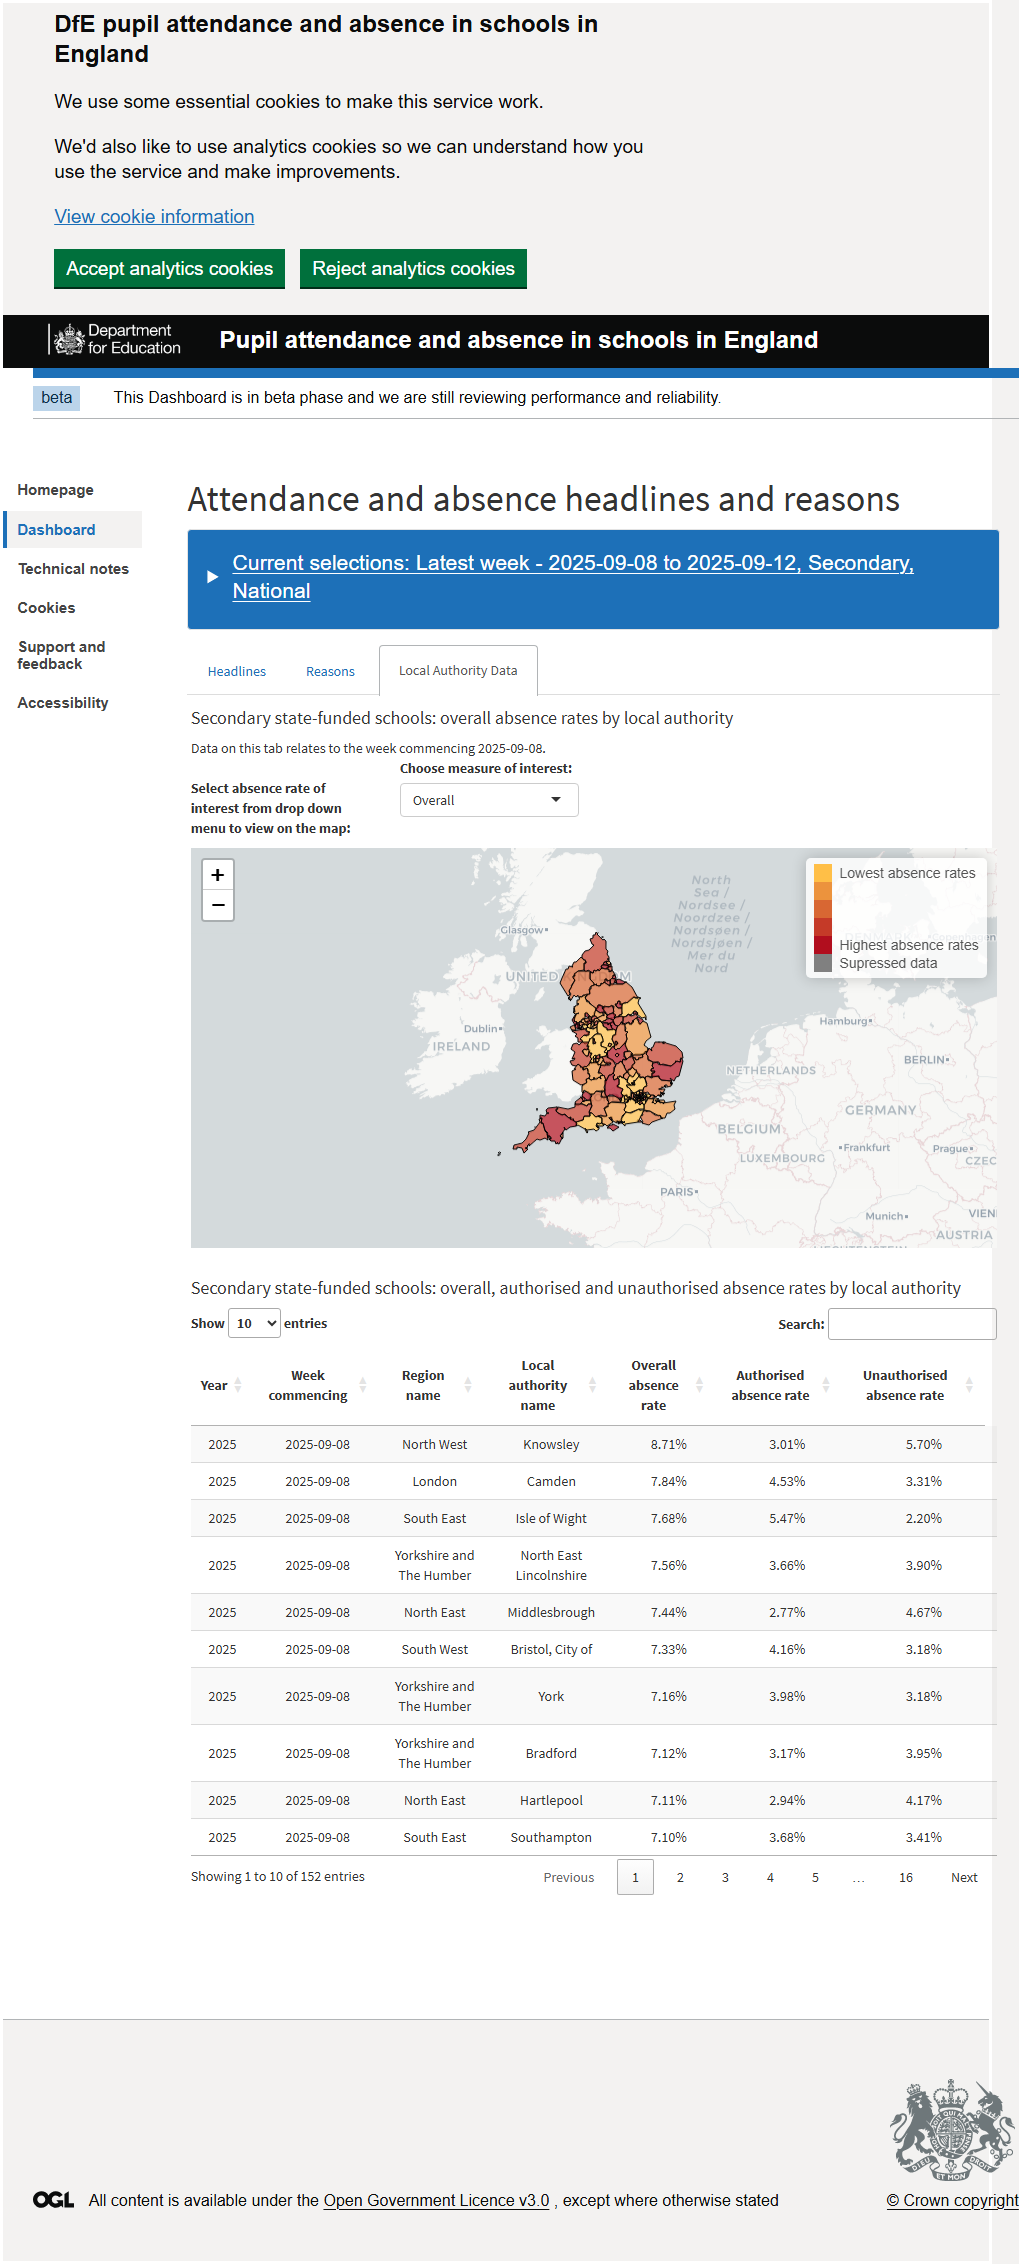 DfE pupil attendance and absence in schools in
England
We use some essential cookies to make this service work.
We'd also like to use analytics cookies so we can understand how you
use the service and make improvements.
View cookie information
Accept analytics cookies Reject analytics cookies
Department
for Education
Pupil attendance and absence in schools in England
beta This Dashboard is in beta phase and we are still reviewing performance and reliability.
Homepage
Dashboard
Technical notes
Cookies
Support and
feedback
Accessibility
Attendance and absence headlines and reasons
Current selections: Latest week - 2025-09-08 to 2025-09-12, Secondary,
National
Headlines Reasons Local Authority Data
Secondary state-funded schools: overall absence rates by local authority
Data on this tab relates to the week commencing 2025-09-08.
Select absence rate of
interest from drop down
menu to view on the map:
Choose measure of interest:
Overall
+
−
Lowest absence rates
Highest absence rates
Supressed data
North
Sea /
Nordsee /
Noordzee /
Nordsøen /
Nordsjøen /
Mer du
Nord
Glasgow
UNITED KINGDOM
Dublin
IRELAND
Hamburg
BERLIN
NETHERLANDS
GERMANY
BELGIUM
Frankfurt
Prague
LUXEMBOURG
CZEC
PARIS
Munich
VIEN
AUSTRIA
Secondary state-funded schools: overall, authorised and unauthorised absence rates by local authority
Show 10 entries Search:
Year Week commencing Region name Local authority name Overall absence rate Authorised absence rate Unauthorised absence rate
2025 2025-09-08 North West Knowsley 8.71% 3.01% 5.70%
2025 2025-09-08 London Camden 7.84% 4.53% 3.31%
2025 2025-09-08 South East Isle of Wight 7.68% 5.47% 2.20%
2025 2025-09-08 Yorkshire and The Humber North East Lincolnshire 7.56% 3.66% 3.90%
2025 2025-09-08 North East Middlesbrough 7.44% 2.77% 4.67%
2025 2025-09-08 South West Bristol, City of 7.33% 4.16% 3.18%
2025 2025-09-08 Yorkshire and The Humber York 7.16% 3.98% 3.18%
2025 2025-09-08 Yorkshire and The Humber Bradford 7.12% 3.17% 3.95%
2025 2025-09-08 North East Hartlepool 7.11% 2.94% 4.17%
2025 2025-09-08 South East Southampton 7.10% 3.68% 3.41%
Showing 1 to 10 of 152 entries Previous 1 2 3 4 5 … 16 Next
OGL All content is available under the Open Government Licence v3.0 , except where otherwise stated
© Crown copyright